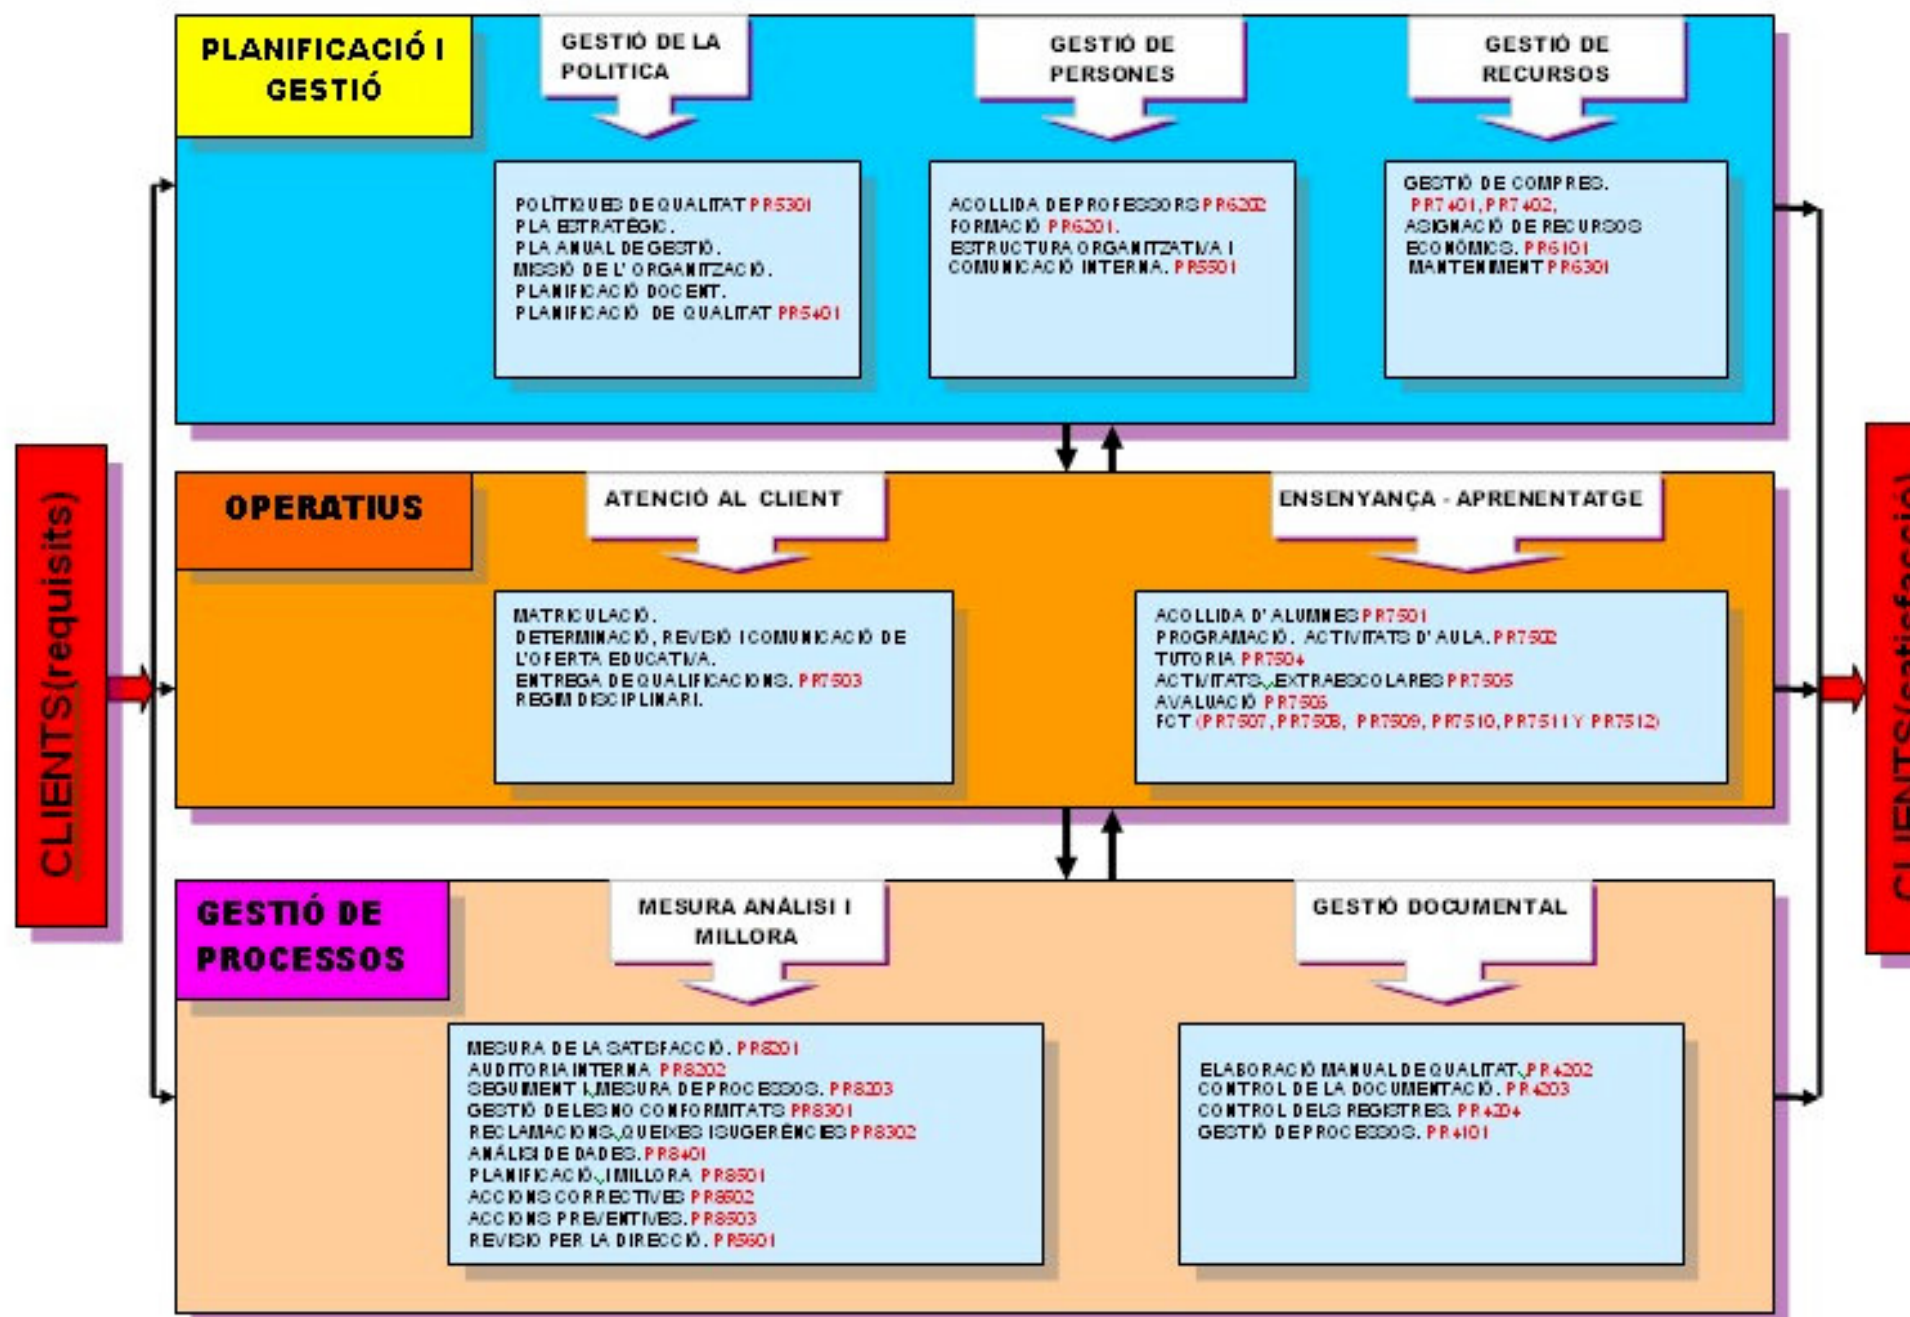 PLANIFICACIÓ I
GESTIÓ
GESTIÓ DE LA
POLITICA
GESTIÓ DE
PERSONES
GESTIÓ DE
RECURSOS
POLÍTIQUES DE QUALITAT PR5301
PLA ESTRATÈGIC.
PLA ANUAL DE GESTIÓ.
MISSIÓ DE L' ORGANITZACIÓ.
PLANIFICACIÓ DOCENT.
PLANIFICACIÓ DE QUALITAT PR5401
ACOLLIDA DE PROFESSORS PR6202
FORMACIÓ PR6201.
ESTRUCTURA ORGANITZATIVA I
COMUNICACIÓ INTERNA. PR5501
GESTIÓ DE COMPRES.
PR7401, PR7402,
ASIGNACIÓ DE RECURSOS
ECONÒMICS. PR6101
MANTENIMENT PR6301
CLIENTS(requisits)
OPERATIUS
ATENCIÓ AL CLIENT
ENSENYANÇA - APRENENTATGE
MATRICULACIÓ.
DETERMINACIÓ, REVISIÓ I COMUNICACIÓ DE
L'OFERTA EDUCATIVA.
ENTREGA DE QUALIFICACIONS. PR7503
REGIM DISCIPLINARI.
ACOLLIDA D' ALUMNES PR7501
PROGRAMACIÓ. ACTIVITATS D' AULA. PR7502
TUTORIA PR7504
ACTIVITATS EXTRAESCOLARES PR7505
AVALUACIÓ PR7506
FCT (PR7507, PR7508, PR7509, PR7510, PR7511 Y PR7512)
CLIENTS(satisfacció)
GESTIÓ DE
PROCESSOS
MESURA ANÀLISI I
MILLORA
GESTIÓ DOCUMENTAL
MESURA DE LA SATISFACCIÓ. PR8201
AUDITORIA INTERNA PR8202
SEGUIMENT I MESURA DE PROCESSOS. PR8203
GESTIÓ DE LES NO CONFORMITATS PR8301
RECLAMACIONS, QUEIXES I SUGERÈNCIES PR8302
ANÀLISI DE DADES. PR8401
PLANIFICACIÓ I MILLORA PR8501
ACCIONS CORRECTIVES PR8502
ACCIONS PREVENTIVES. PR8503
REVISIO PER LA DIRECCIÓ. PR5601
ELABORACIÓ MANUAL DE QUALITAT PR4202
CONTROL DE LA DOCUMENTACIÓ. PR4203
CONTROL DELS REGISTRES. PR4204
GESTIÓ DE PROCESSOS. PR4101